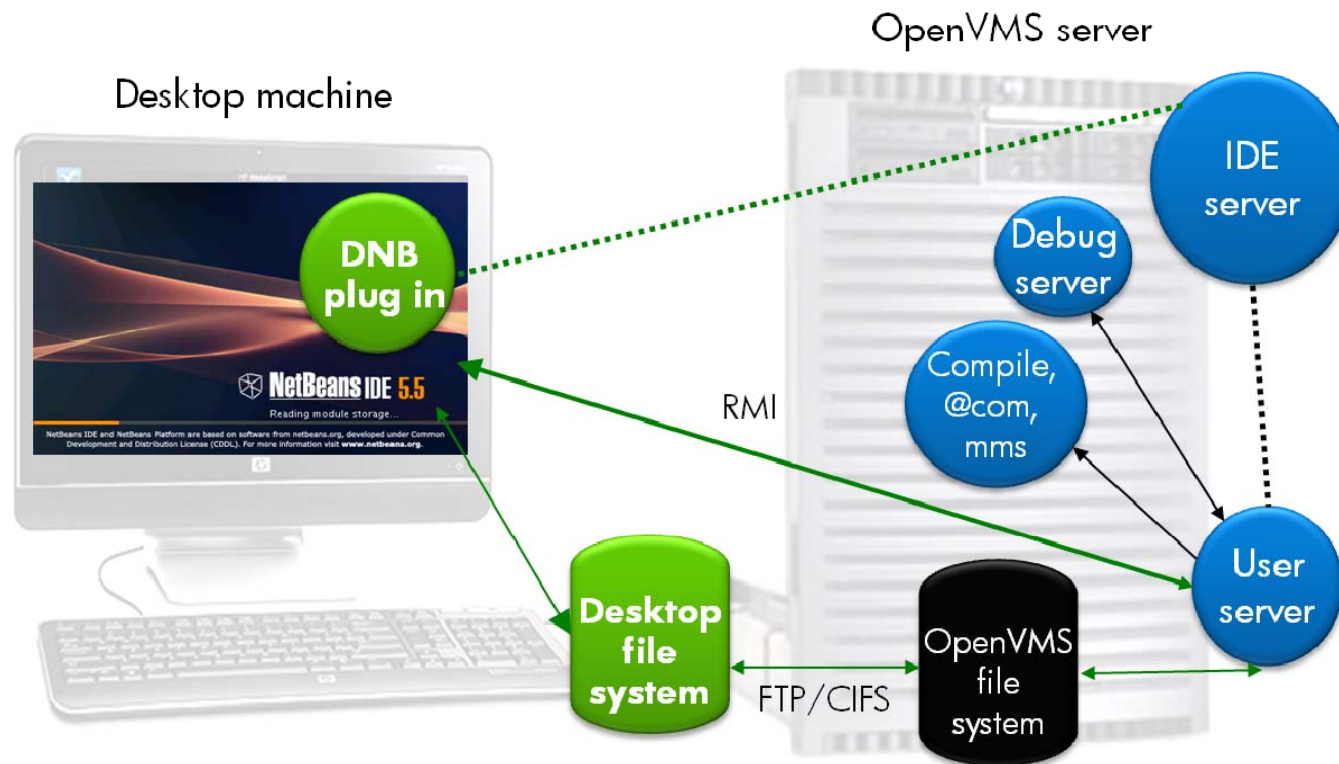 OpenVMS server
Desktop machine
IDE
server
DNB
plug in
Debug
server
NetBeans IDE 5.5
Reading module storage...
NetBeans IDE and NetBeans Platform are based on software from netbeans.org, developed under Common
Development and Distribution License (CDDL). For more information visit www.netbeans.org.
Compile,
@com,
mms
RMI
User
server
Desktop
file
system
FTP/CIFS
OpenVMS
file
system